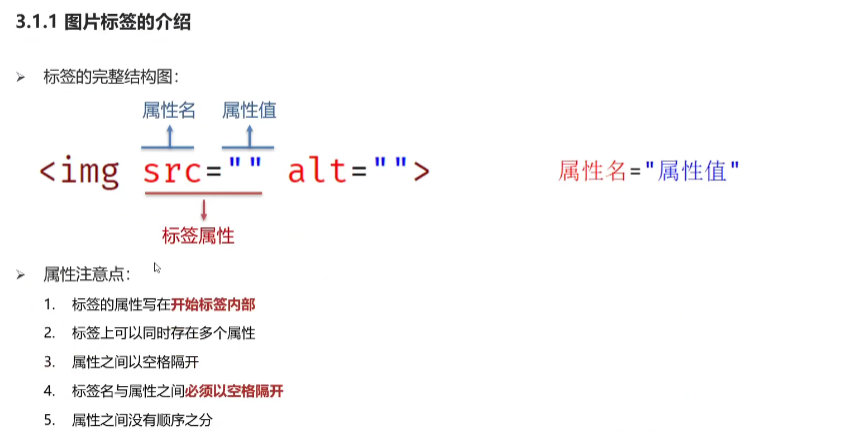 3.1.1 图片标签的介绍
➢ 标签的完整结构图：
属性名 属性值
<img src="" alt="">
属性名="属性值"
标签属性
➢ 属性注意点：
1. 标签的属性写在开始标签内部
2. 标签上可以同时存在多个属性
3. 属性之间以空格隔开
4. 标签名与属性之间必须以空格隔开
5. 属性之间没有顺序之分